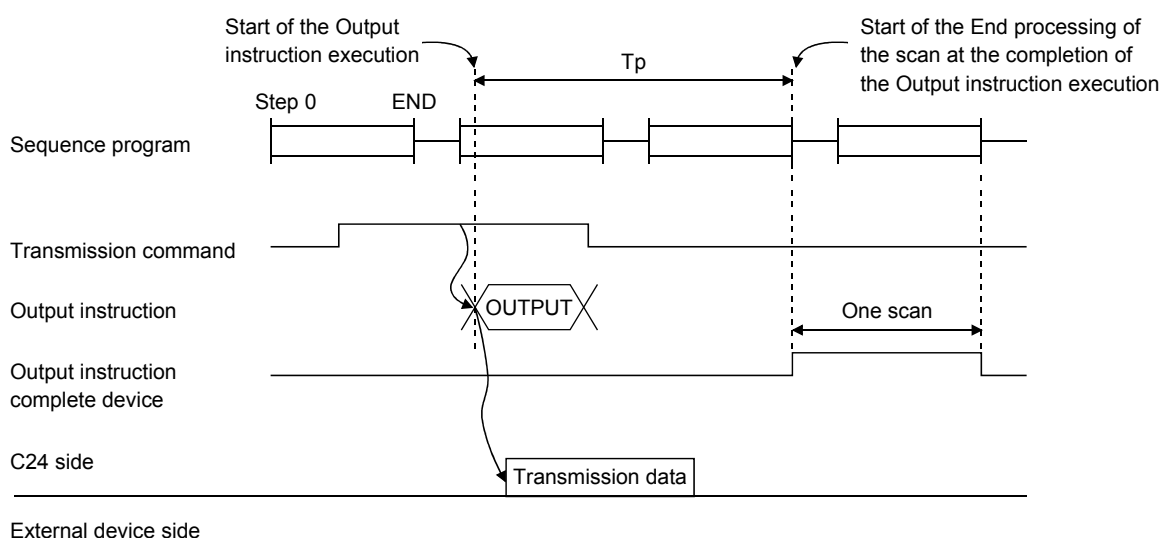 Start of the Output
instruction execution
Start of the End processing of
the scan at the completion of
the Output instruction execution
Tp
Step 0
END
Sequence program
Transmission command
Output instruction
OUTPUT
One scan
Output instruction
complete device
C24 side
Transmission data
External device side